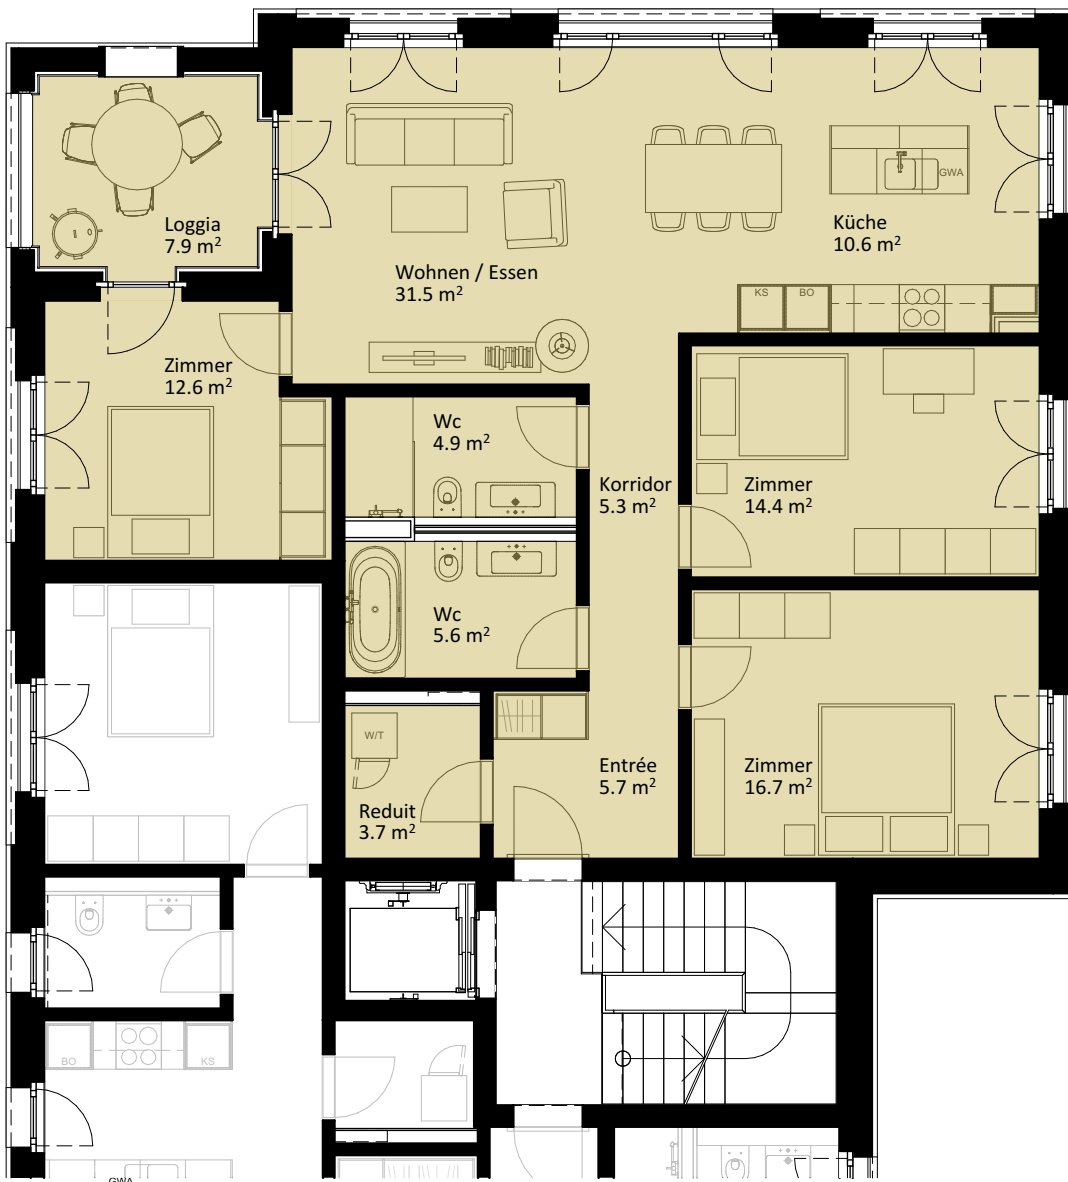 GWA
Loggia
7.9 m²
Küche
10.6 m²
Wohnen / Essen
31.5 m²
KS
BO
Zimmer
12.6 m²
Wc
4.9 m²
Korridor
5.3 m²
Zimmer
14.4 m²
Wc
5.6 m²
W/T
Entrée
5.7 m²
Zimmer
16.7 m²
Reduit
3.7 m²
BO
KS
GWA